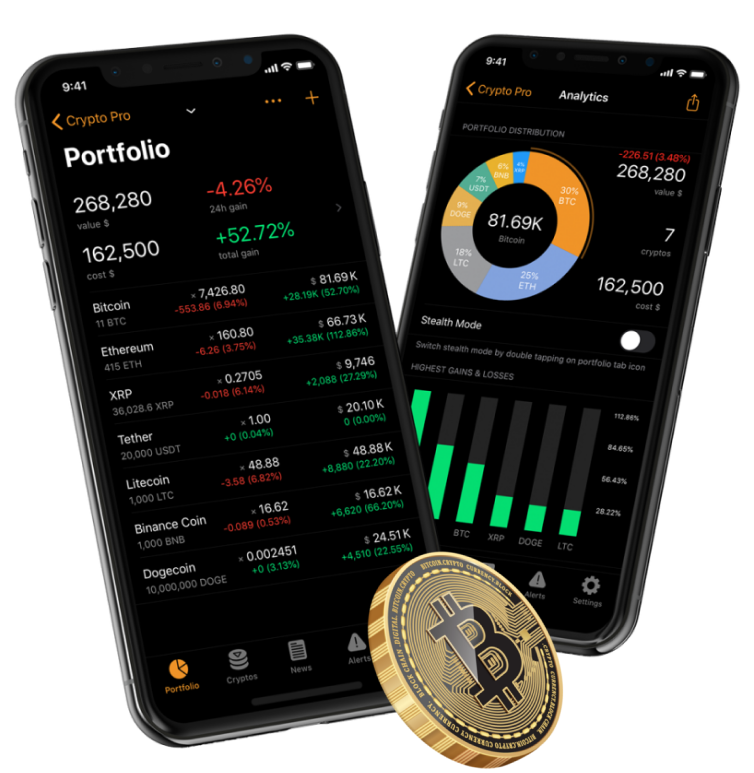 9:41
Crypto Pro
Portfolio
268,280
-4.26%
value $
24h gain
162,500
+52.72%
cost $
total gain
Bitcoin × 7,426.80 $ 81.69 K
11 BTC -553.86 (6.94%) +28.19K (52.70%)
Ethereum × 160.80 $ 66.73 K
415 ETH -6.26 (3.75%) +35.38K (112.86%)
XRP × 0.2705 $ 9,746
36,028.6 XRP -0.018 (6.14%) +2,088 (27.29%)
Tether × 1.00 $ 20.10 K
20,000 USDT +0 (0.04%) 0 (0.00%)
Litecoin × 48.88 $ 48.88 K
1,000 LTC -3.58 (6.82%) +8,880 (22.20%)
Binance Coin × 16.62 $ 16.62 K
1,000 BNB -0.089 (0.53%) +6,620 (66.20%)
Dogecoin × 0.002451 $ 24.51 K
10,000,000 DOGE +0 (3.13%) +4,510 (22.55%)
Portfolio
Cryptos
News
Alerts
9:41
Crypto Pro
Analytics
PORTFOLIO DISTRIBUTION
-226.51 (3.48%)
268,280
value $
7
cryptos
162,500
cost $
30%
BTC
25%
ETH
18%
LTC
9%
DOGE
7%
USDT
6%
BNB
4%
XRP
81.69K
Bitcoin
Stealth Mode
Switch stealth mode by double tapping on portfolio tab icon
HIGHEST GAINS & LOSSES
112.86%
84.65%
56.43%
28.22%
BTC XRP DOGE LTC
Alerts
Settings
BITCOIN.CRYPTO CURRENCY.BLOCK
CHAIN .DIGITAL. BITCOIN.CRYPTO